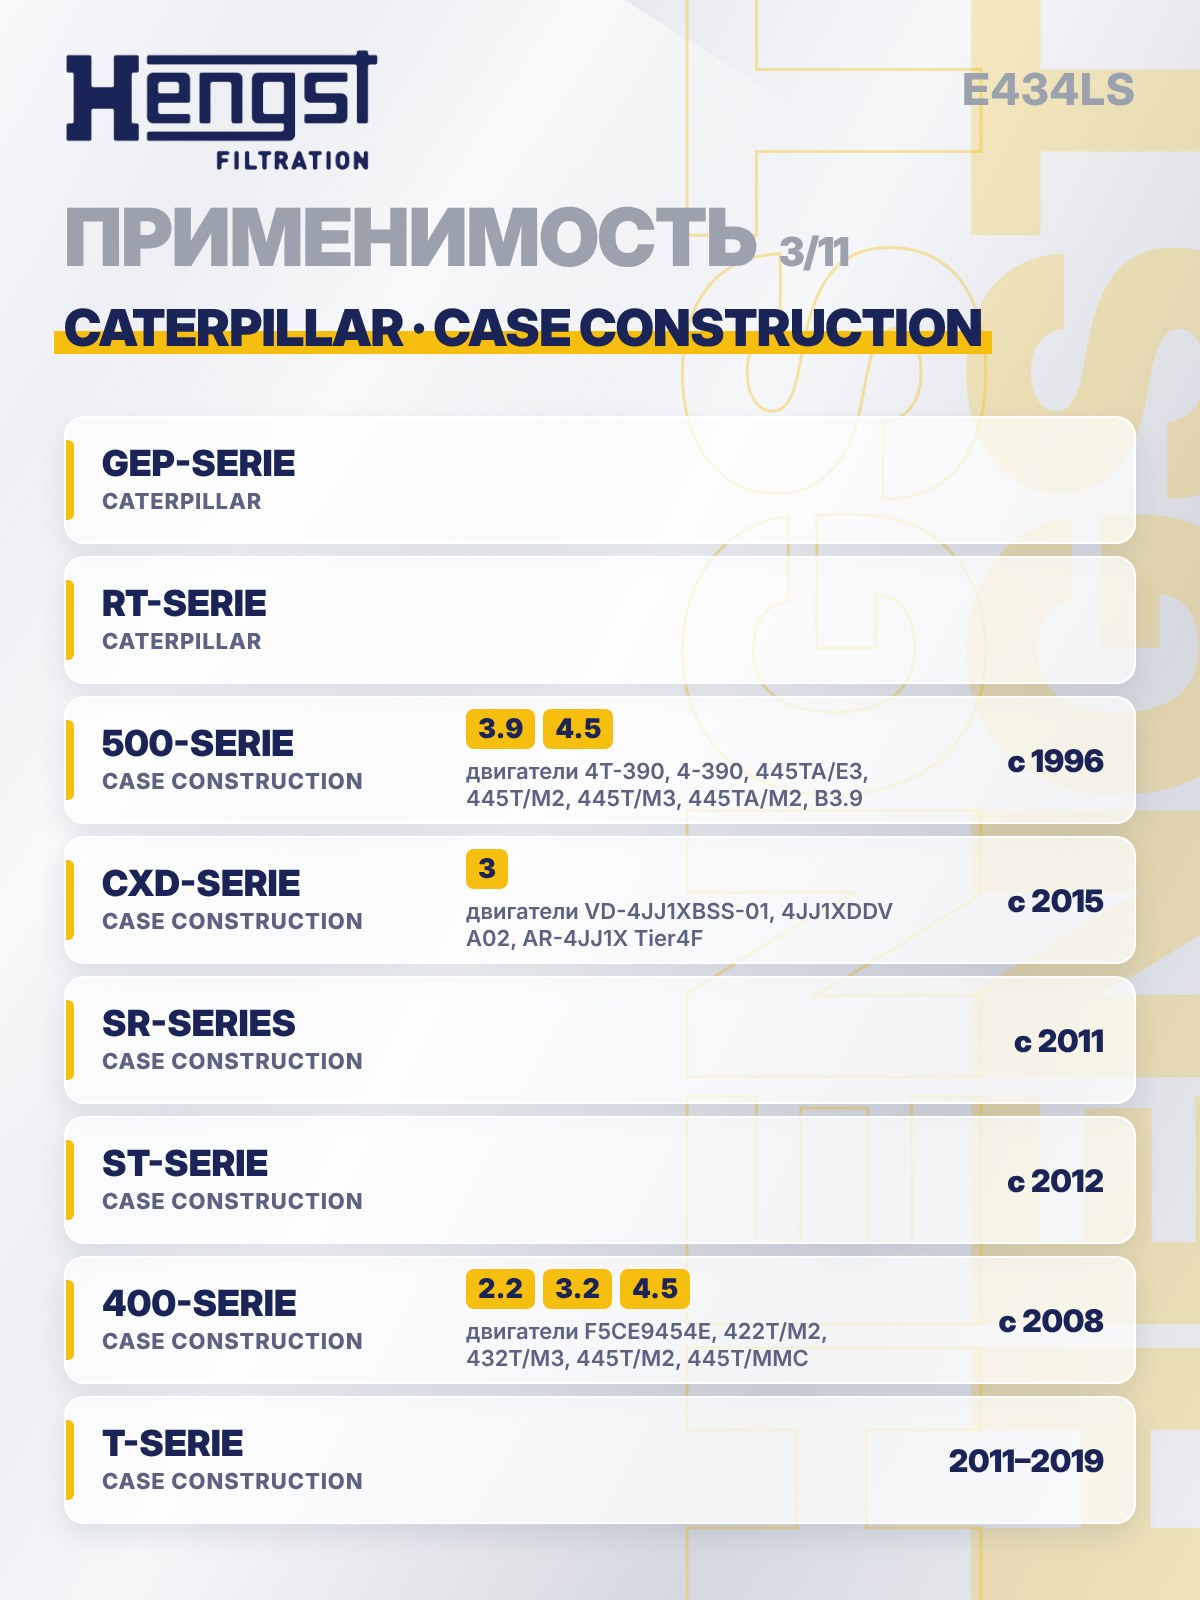 Hengst
FILTRATION
E434LS
ПРИМЕНИМОСТЬ 3/11
CATERPILLAR · CASE CONSTRUCTION
GEP-SERIE
CATERPILLAR
RT-SERIE
CATERPILLAR
500-SERIE
CASE CONSTRUCTION
3.9 4.5
двигатели 4T-390, 4-390, 445TA/E3,
445T/M2, 445T/M3, 445TA/M2, B3.9
с 1996
CXD-SERIE
CASE CONSTRUCTION
3
двигатели VD-4JJ1XBSS-01, 4JJ1XDDV
A02, AR-4JJ1X Tier4F
с 2015
SR-SERIES
CASE CONSTRUCTION
с 2011
ST-SERIE
CASE CONSTRUCTION
с 2012
400-SERIE
CASE CONSTRUCTION
2.2 3.2 4.5
двигатели F5CE9454E, 422T/M2,
432T/M3, 445T/M2, 445T/MMC
с 2008
T-SERIE
CASE CONSTRUCTION
2011–2019
HENGST
HENGST